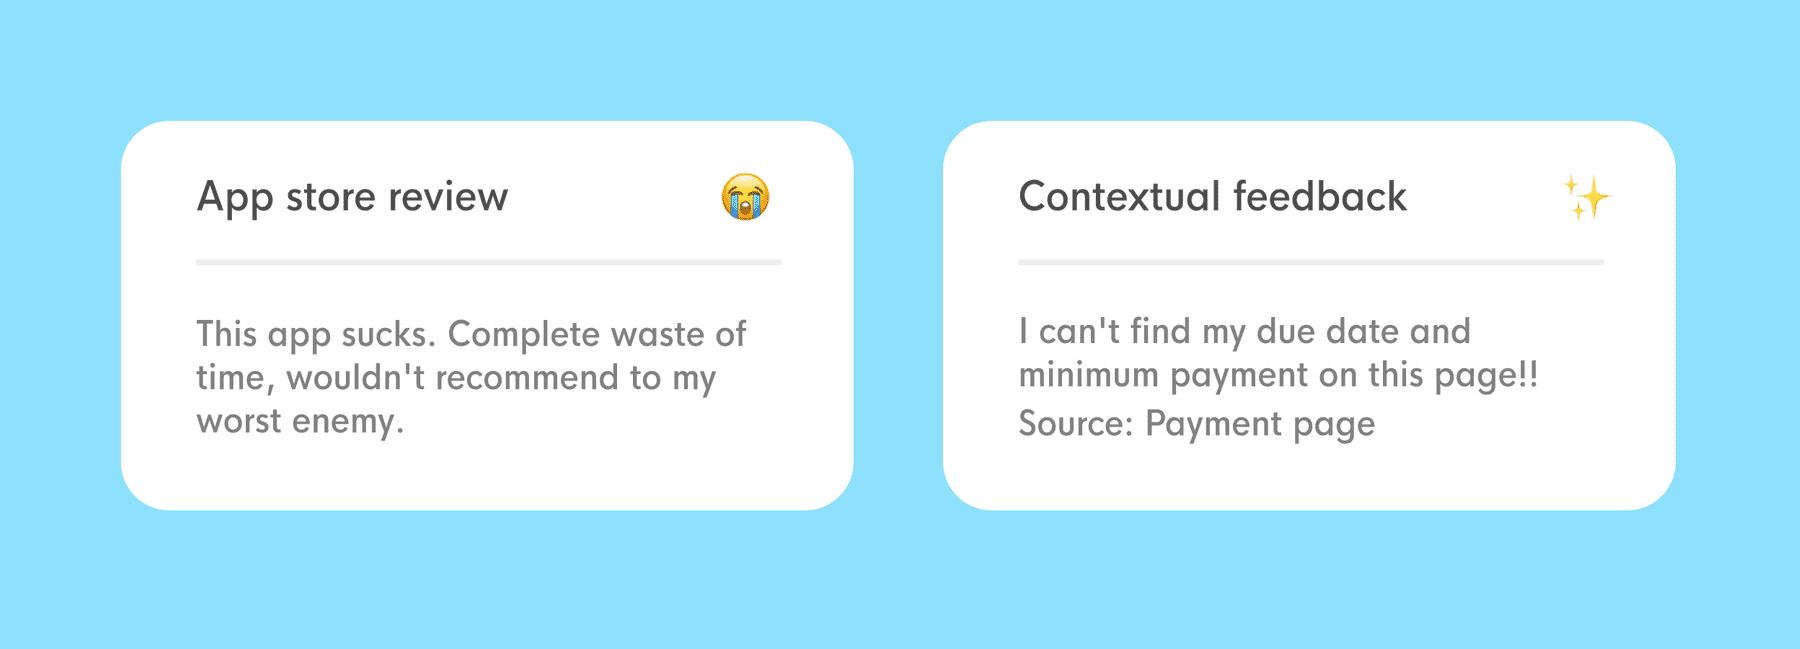 App store review 😭
This app sucks. Complete waste of
time, wouldn't recommend to my
worst enemy.
Contextual feedback ✨
I can't find my due date and
minimum payment on this page!!
Source: Payment page